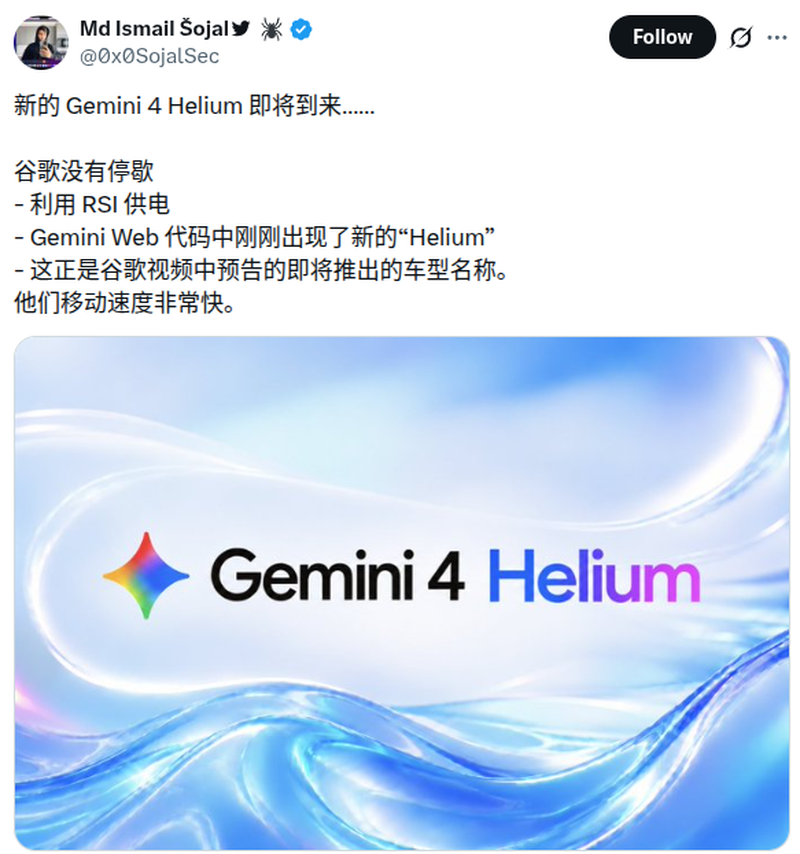 Md Ismail Šojal
@0x0SojalSec
Follow
新的 Gemini 4 Helium 即将到来......
谷歌没有停歇
- 利用 RSI 供电
- Gemini Web 代码中刚刚出现了新的“Helium”
- 这正是谷歌视频中预告的即将推出的车型名称。
他们移动速度非常快。
Gemini 4 Helium